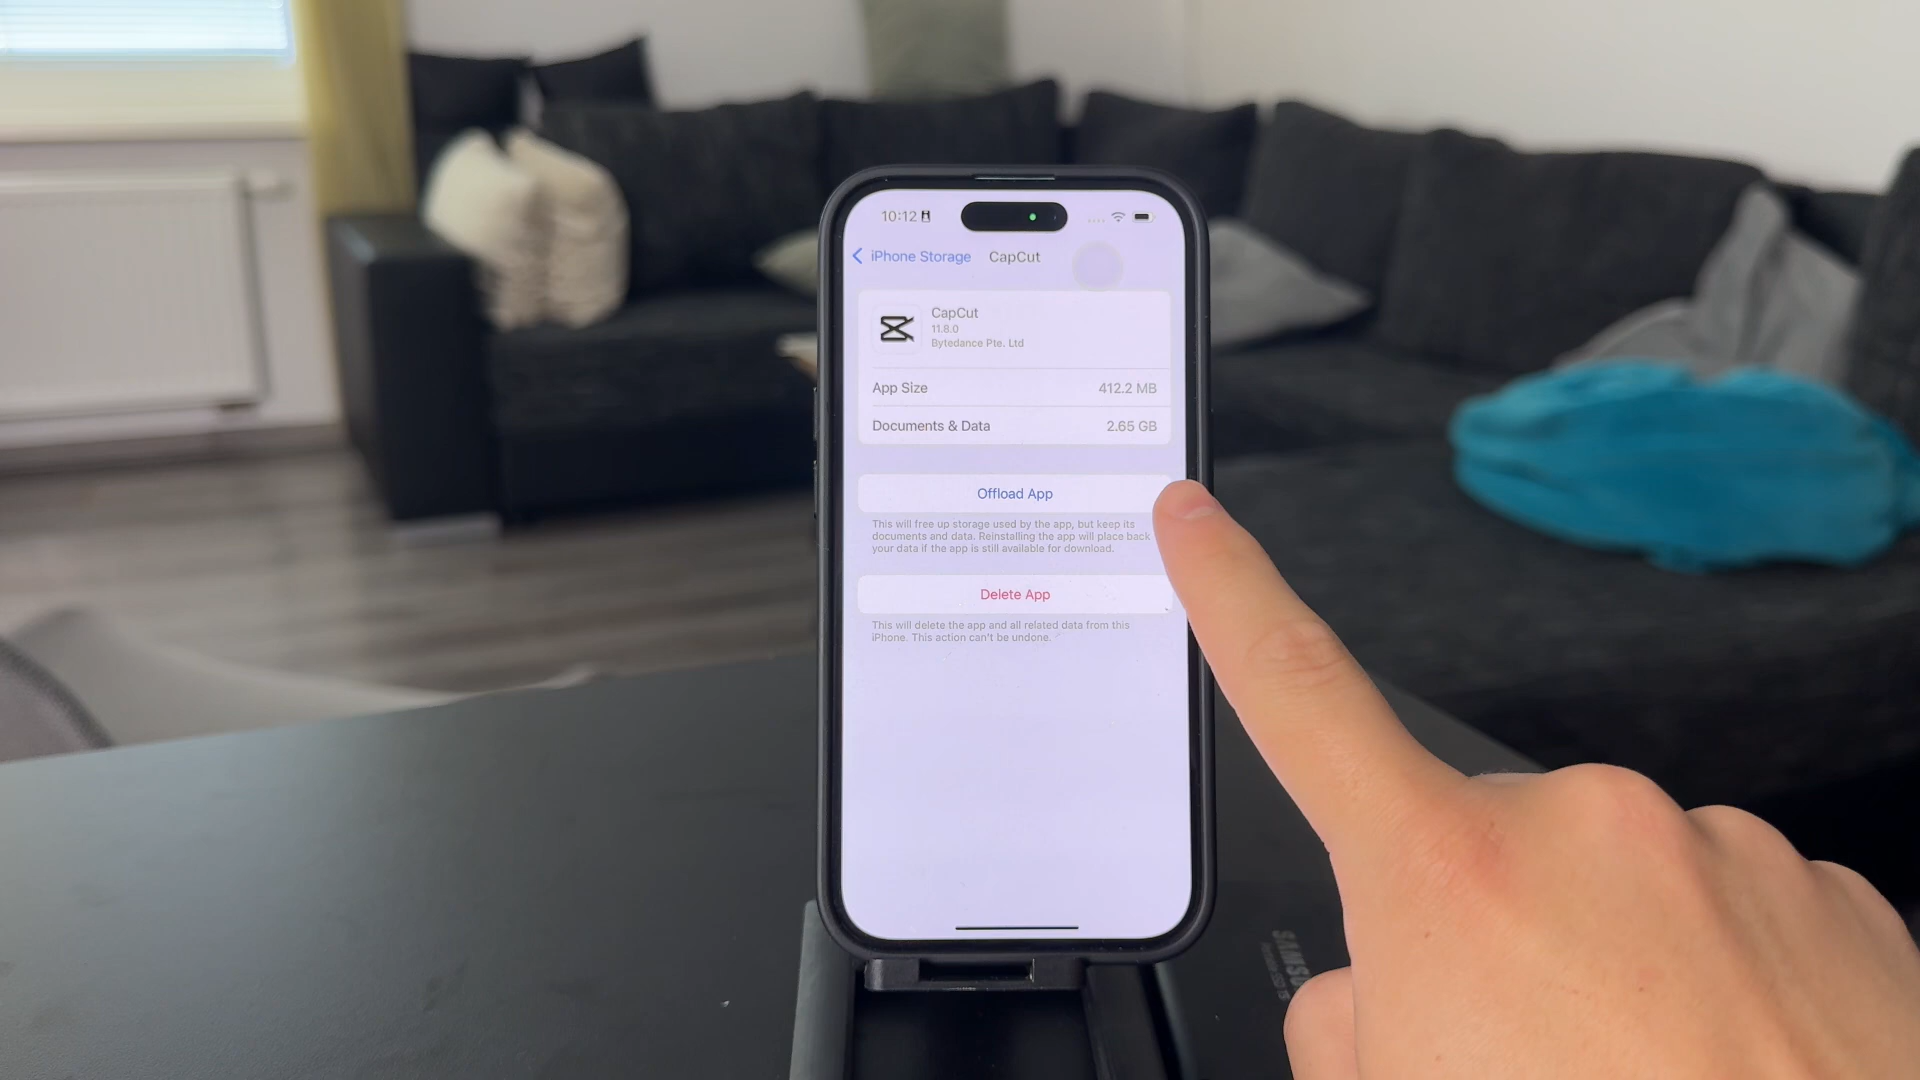 10:12
iPhone Storage CapCut
CapCut
11.8.0
Bytedance Pte. Ltd
App Size 412.2 MB
Documents & Data 2.65 GB
Offload App
This will free up storage used by the app, but keep its
documents and data. Reinstalling the app will place back
your data if the app is still available for download.
Delete App
This will delete the app and all related data from this
iPhone. This action can't be undone.